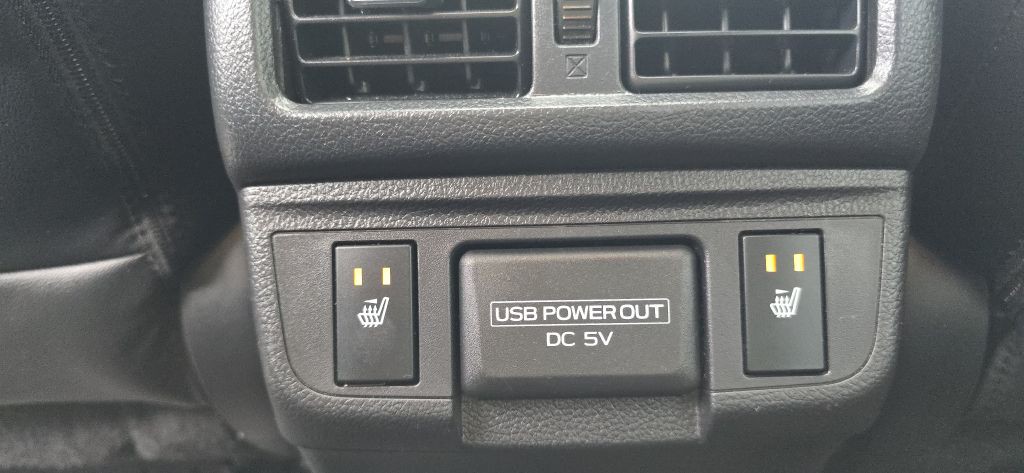 USB POWER OUT
DC 5V